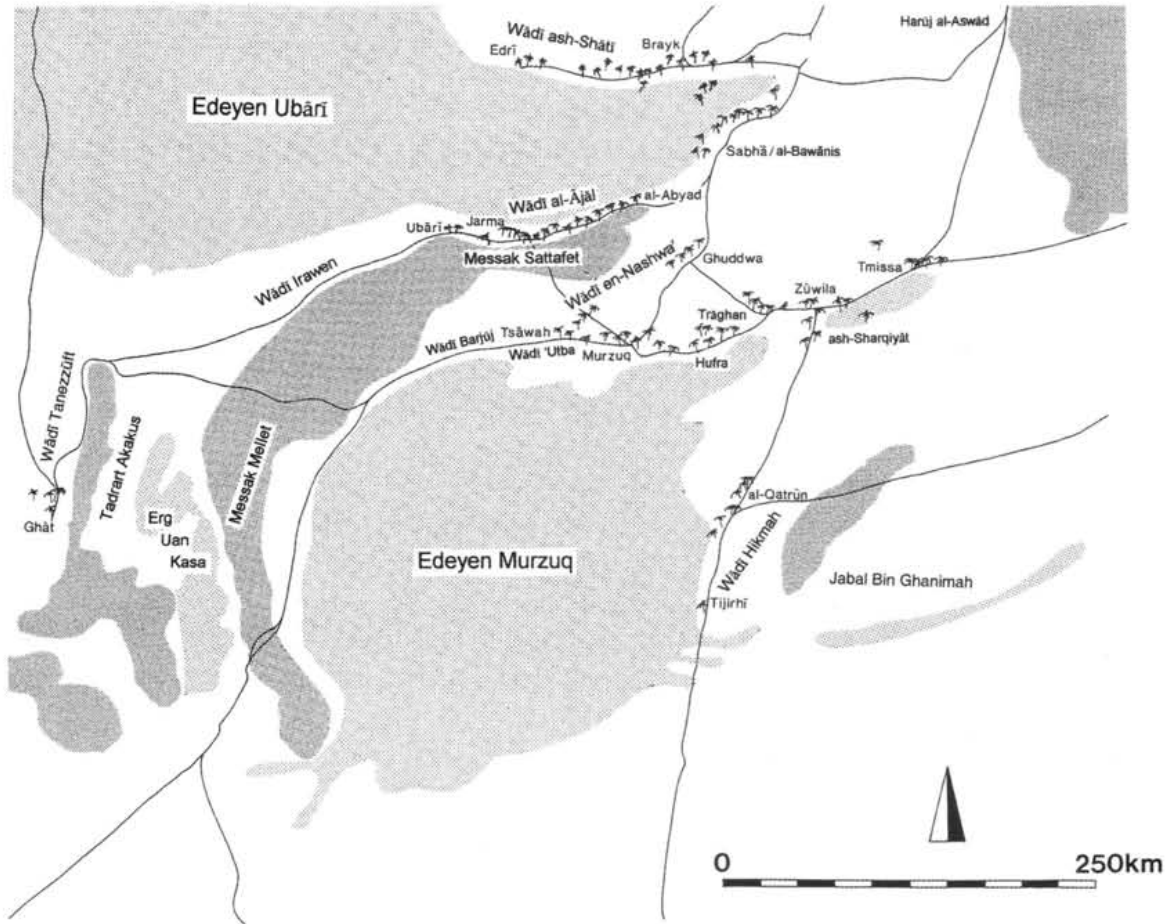 Harūj al-Aswad
Wādī ash-Shātī
Brayk
Edrī
Edeyen Ubārī
Sabhā/al-Bawānis
Wādī al-Ājāl
al-Abyad
Jarma
Ubārī
Messak Sattafet
Wādī en-Nashwa'
Ghuddwa
Tmissa
Wādī Irawen
Zūwila
Trāghan
Tsāwah
Wādī Barjūj
Wādī 'Utba
Murzuq
Hufra
ash-Sharqiyāt
Wādī Tanezzūft
Tadrart Akakus
Messak Mellet
Ghàt
Erg
Uan
Kasa
al-Qatrūn
Wādī Hikmah
Edeyen Murzuq
Jabal Bin Ghanimah
Tijirhī
0
250km